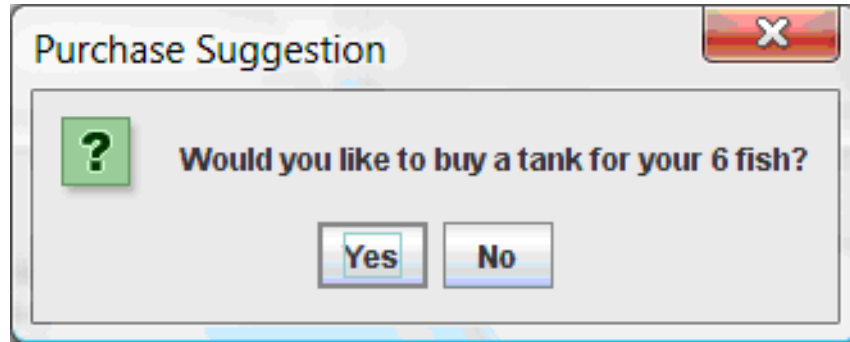 Purchase Suggestion
?
Would you like to buy a tank for your 6 fish?
Yes No